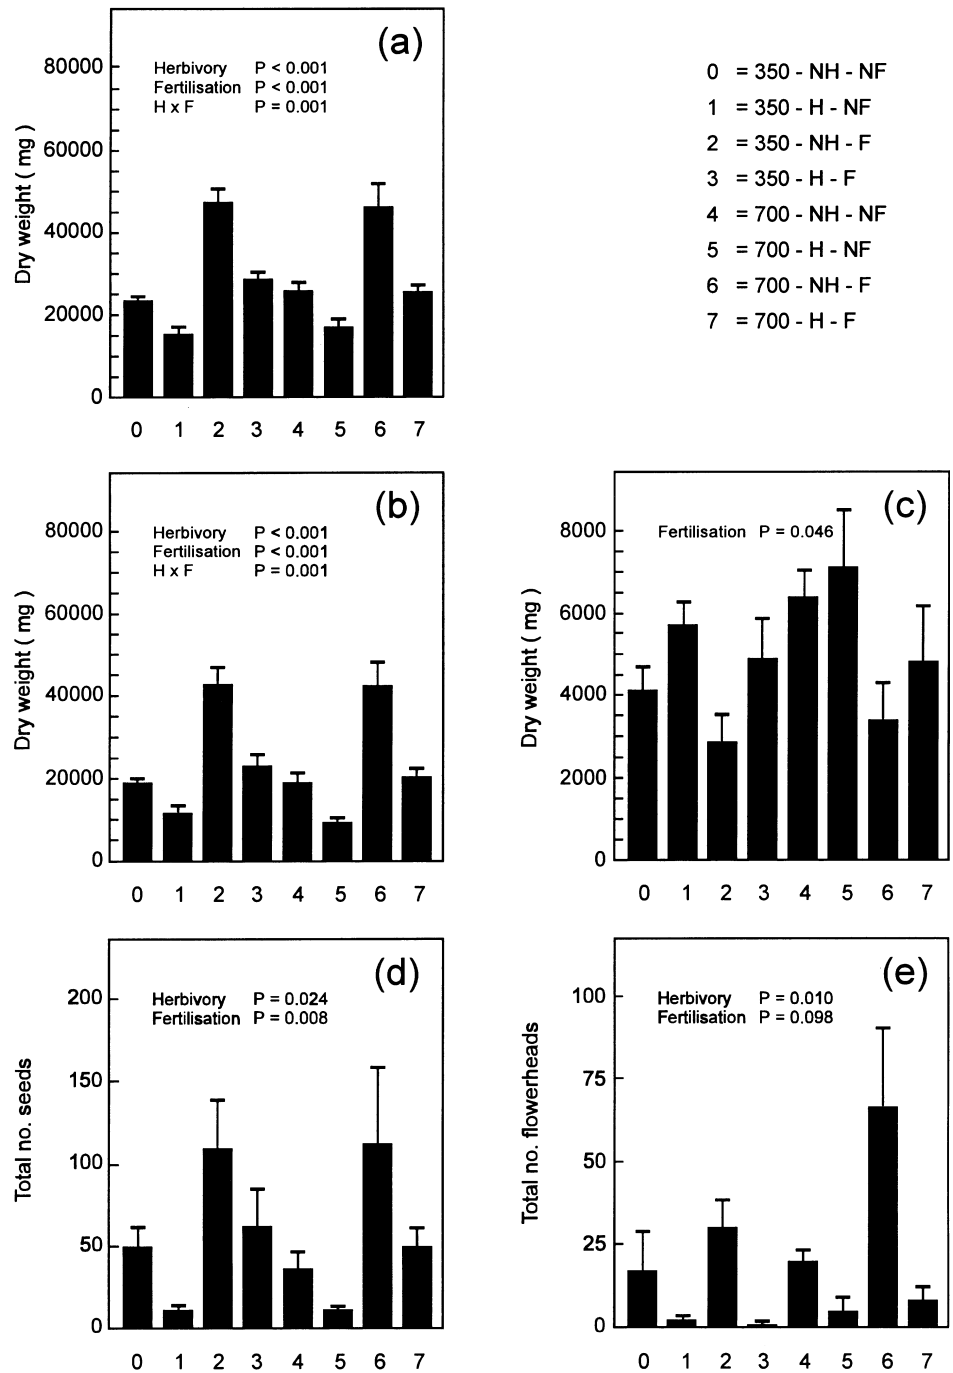 (a)
Herbivory P < 0.001
Fertilisation P < 0.001
H x F P = 0.001
Dry weight ( mg )
80000
60000
40000
20000
0
0 1 2 3 4 5 6 7
0 = 350 - NH - NF
1 = 350 - H - NF
2 = 350 - NH - F
3 = 350 - H - F
4 = 700 - NH - NF
5 = 700 - H - NF
6 = 700 - NH - F
7 = 700 - H - F
(b)
Herbivory P < 0.001
Fertilisation P < 0.001
H x F P = 0.001
Dry weight ( mg )
80000
60000
40000
20000
0
0 1 2 3 4 5 6 7
(c)
Fertilisation P = 0.046
Dry weight ( mg )
8000
6000
4000
2000
0
0 1 2 3 4 5 6 7
(d)
Herbivory P = 0.024
Fertilisation P = 0.008
Total no. seeds
200
150
100
50
0
0 1 2 3 4 5 6 7
(e)
Herbivory P = 0.010
Fertilisation P = 0.098
Total no. flowerheads
100
75
50
25
0
0 1 2 3 4 5 6 7